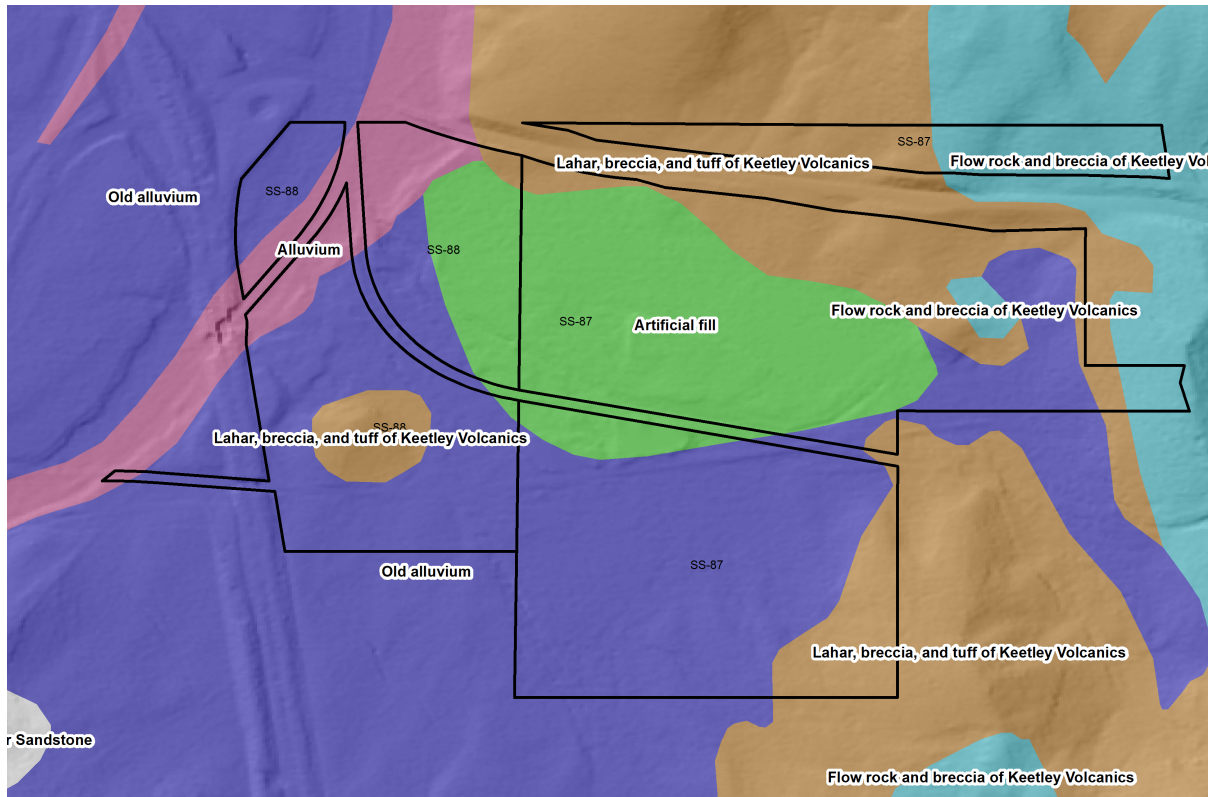 SS-87
Lahar, breccia, and tuff of Keetley Volcanics
Flow rock and breccia of Keetley Vol
SS-88
Old alluvium
Alluvium
SS-88
Flow rock and breccia of Keetley Volcanics
SS-87
Artificial fill
SS-88
Lahar, breccia, and tuff of Keetley Volcanics
SS-87
Old alluvium
Lahar, breccia, and tuff of Keetley Volcanics
r Sandstone
Flow rock and breccia of Keetley Volcanics